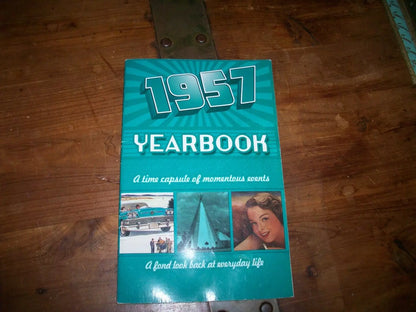 1957
YEARBOOK
A time capsule of momentous events
A fond look back at everyday life